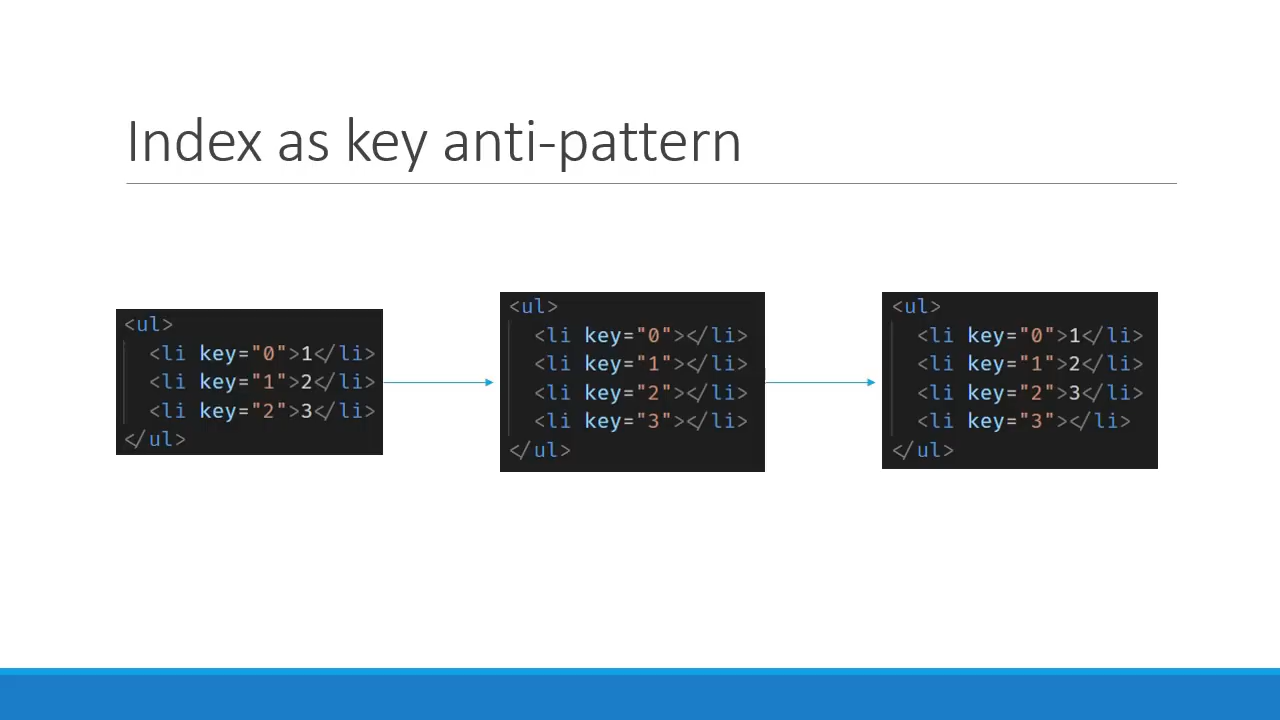 Index as key anti-pattern
<ul>
<li key="0">1</li>
<li key="1">2</li>
<li key="2">3</li>
</ul>
<ul>
<li key="0"></li>
<li key="1"></li>
<li key="2"></li>
<li key="3"></li>
</ul>
<ul>
<li key="0">1</li>
<li key="1">2</li>
<li key="2">3</li>
<li key="3"></li>
</ul>